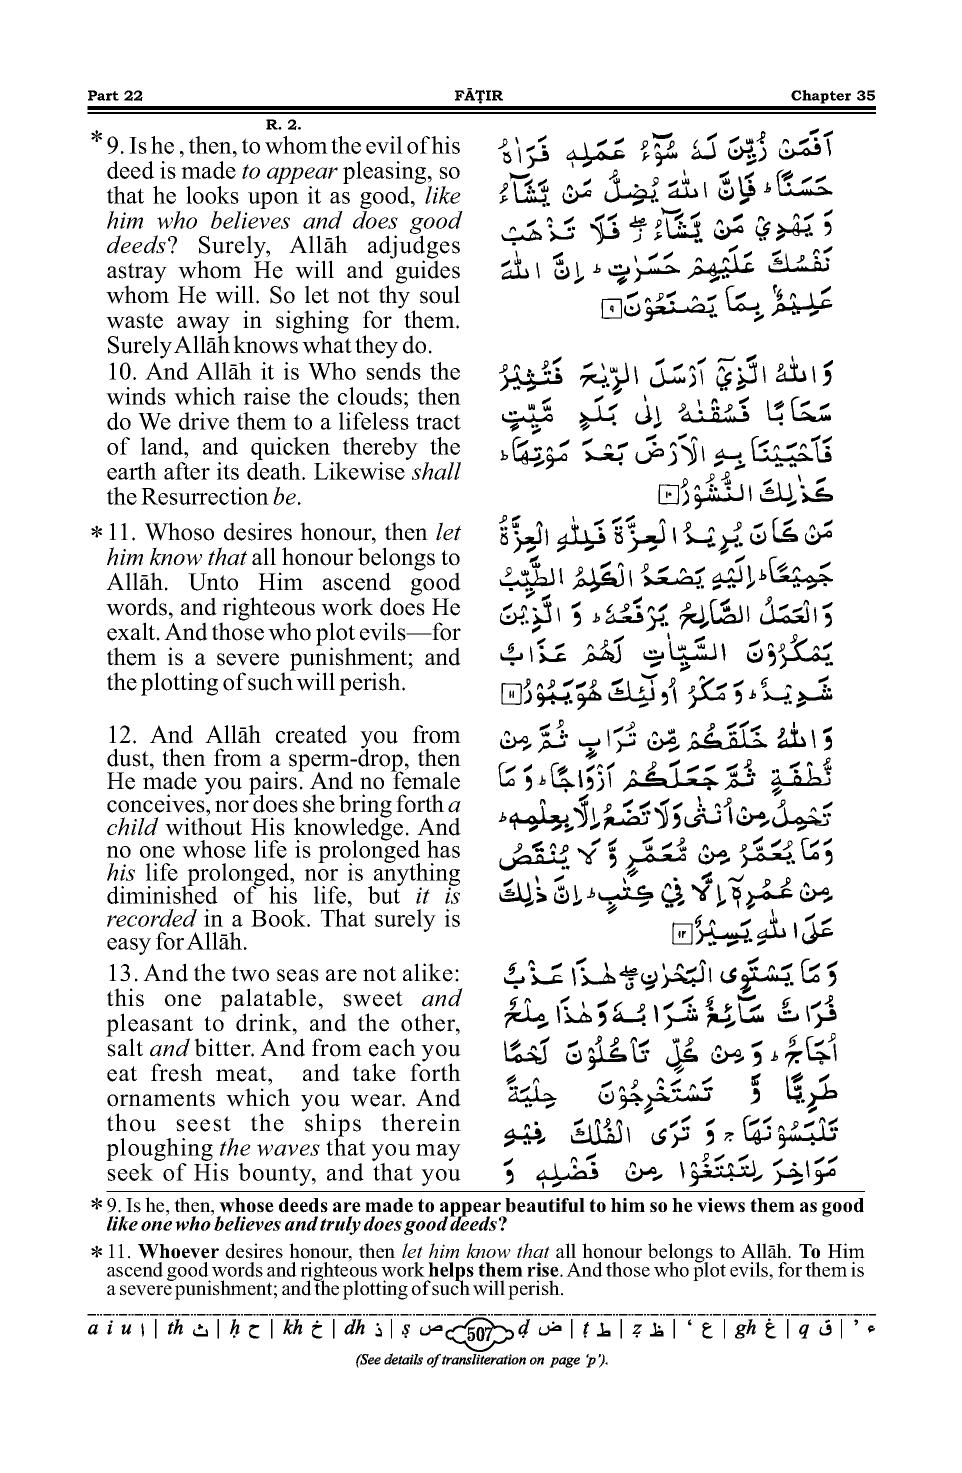 Part 22 FĀṬIR Chapter 35
R. 2.
*9. Is he , then, to whom the evil of his
deed is made to appear pleasing, so
that he looks upon it as good, like
him who believes and does good
deeds? Surely, Allāh adjudges
astray whom He will and guides
whom He will. So let not thy soul
waste away in sighing for them.
Surely Allāh knows what they do.
10. And Allāh it is Who sends the
winds which raise the clouds; then
do We drive them to a lifeless tract
of land, and quicken thereby the
earth after its death. Likewise shall
the Resurrection be.
*11. Whoso desires honour, then let
him know that all honour belongs to
Allāh. Unto Him ascend good
words, and righteous work does He
exalt. And those who plot evils—for
them is a severe punishment; and
the plotting of such will perish.
12. And Allāh created you from
dust, then from a sperm-drop, then
He made you pairs. And no female
conceives, nor does she bring forth a
child without His knowledge. And
no one whose life is prolonged has
his life prolonged, nor is anything
diminished of his life, but it is
recorded in a Book. That surely is
easy for Allāh.
13. And the two seas are not alike:
this one palatable, sweet and
pleasant to drink, and the other,
salt and bitter. And from each you
eat fresh meat, and take forth
ornaments which you wear. And
thou seest the ships therein
ploughing the waves that you may
seek of His bounty, and that you
اَفَمَنْ زُيِّنَ لَهٗ سُوْٓءُ عَمَلِهٖ فَرَاٰهُ
حَسَنًا ؕ فَاِنَّ اللّٰهَ يُضِلُّ مَنْ يَّشَآءُ
وَ يَهْدِيْ مَنْ يَّشَآءُ ۖ فَلَا تَذْهَبْ
نَفْسُكَ عَلَيْهِمْ حَسَرٰتٍ ؕ اِنَّ اللّٰهَ
عَلِيْمٌۢ بِمَا يَصْنَعُوْنَ ۹
وَ اللّٰهُ الَّذِيْٓ اَرْسَلَ الرِّيٰحَ فَتُثِيْرُ
سَحَابًا فَسُقْنٰهُ اِلٰى بَلَدٍ مَّيِّتٍ
فَاَحْيَيْنَا بِهِ الْاَرْضَ بَعْدَ مَوْتِهَا ؕ
كَذٰلِكَ النُّشُوْرُ ۱۰
مَنْ كَانَ يُرِيْدُ الْعِزَّةَ فَلِلّٰهِ الْعِزَّةُ
جَمِيْعًا ؕ اِلَيْهِ يَصْعَدُ الْكَلِمُ الطَّيِّبُ
وَ الْعَمَلُ الصَّالِحُ يَرْفَعُهٗ ؕ وَ الَّذِيْنَ
يَمْكُرُوْنَ السَّيِّاٰتِ لَهُمْ عَذَابٌ
شَدِيْدٌ ؕ وَ مَكْرُ اُولٰٓئِكَ هُوَ يَبُوْرُ ۱۱
وَ اللّٰهُ خَلَقَكُمْ مِّنْ تُرَابٍ ثُمَّ مِنْ
نُّطْفَةٍ ثُمَّ جَعَلَكُمْ اَزْوَاجًا ؕ وَ مَا
تَحْمِلُ مِنْ اُنْثٰى وَ لَا تَضَعُ اِلَّا بِعِلْمِهٖ ؕ
وَ مَا يُعَمَّرُ مِنْ مُّعَمَّرٍ وَّ لَا يُنْقَصُ
مِنْ عُمُرِهٖٓ اِلَّا فِيْ كِتٰبٍ ؕ اِنَّ ذٰلِكَ
عَلَى اللّٰهِ يَسِيْرٌ ۱۲
وَ مَا يَسْتَوِى الْبَحْرٰنِ ۖ هٰذَا عَذْبٌ
فُرَاتٌ سَآئِغٌ شَرَابُهٗ وَ هٰذَا مِلْحٌ
اُجَاجٌ ؕ وَ مِنْ كُلٍّ تَاْكُلُوْنَ لَحْمًا
طَرِيًّا وَّ تَسْتَخْرِجُوْنَ حِلْيَةً
تَلْبَسُوْنَهَا ۚ وَ تَرَى الْفُلْكَ فِيْهِ
مَوَاخِرَ لِتَبْتَغُوْا مِنْ فَضْلِهٖ وَ
*9. Is he, then, whose deeds are made to appear beautiful to him so he views them as good
like one who believes and truly does good deeds?
*11. Whoever desires honour, then let him know that all honour belongs to Allāh. To Him
ascend good words and righteous work helps them rise. And those who plot evils, for them is
a severe punishment; and the plotting of such will perish.
a i u ا | th ث | ḥ ح | kh خ | dh ذ | ṣ ص 507 ḍ ض | ṭ ط | ẓ ظ | ‘ ع | gh غ | q ق | ’ ء
(See details of transliteration on page ‘p’).